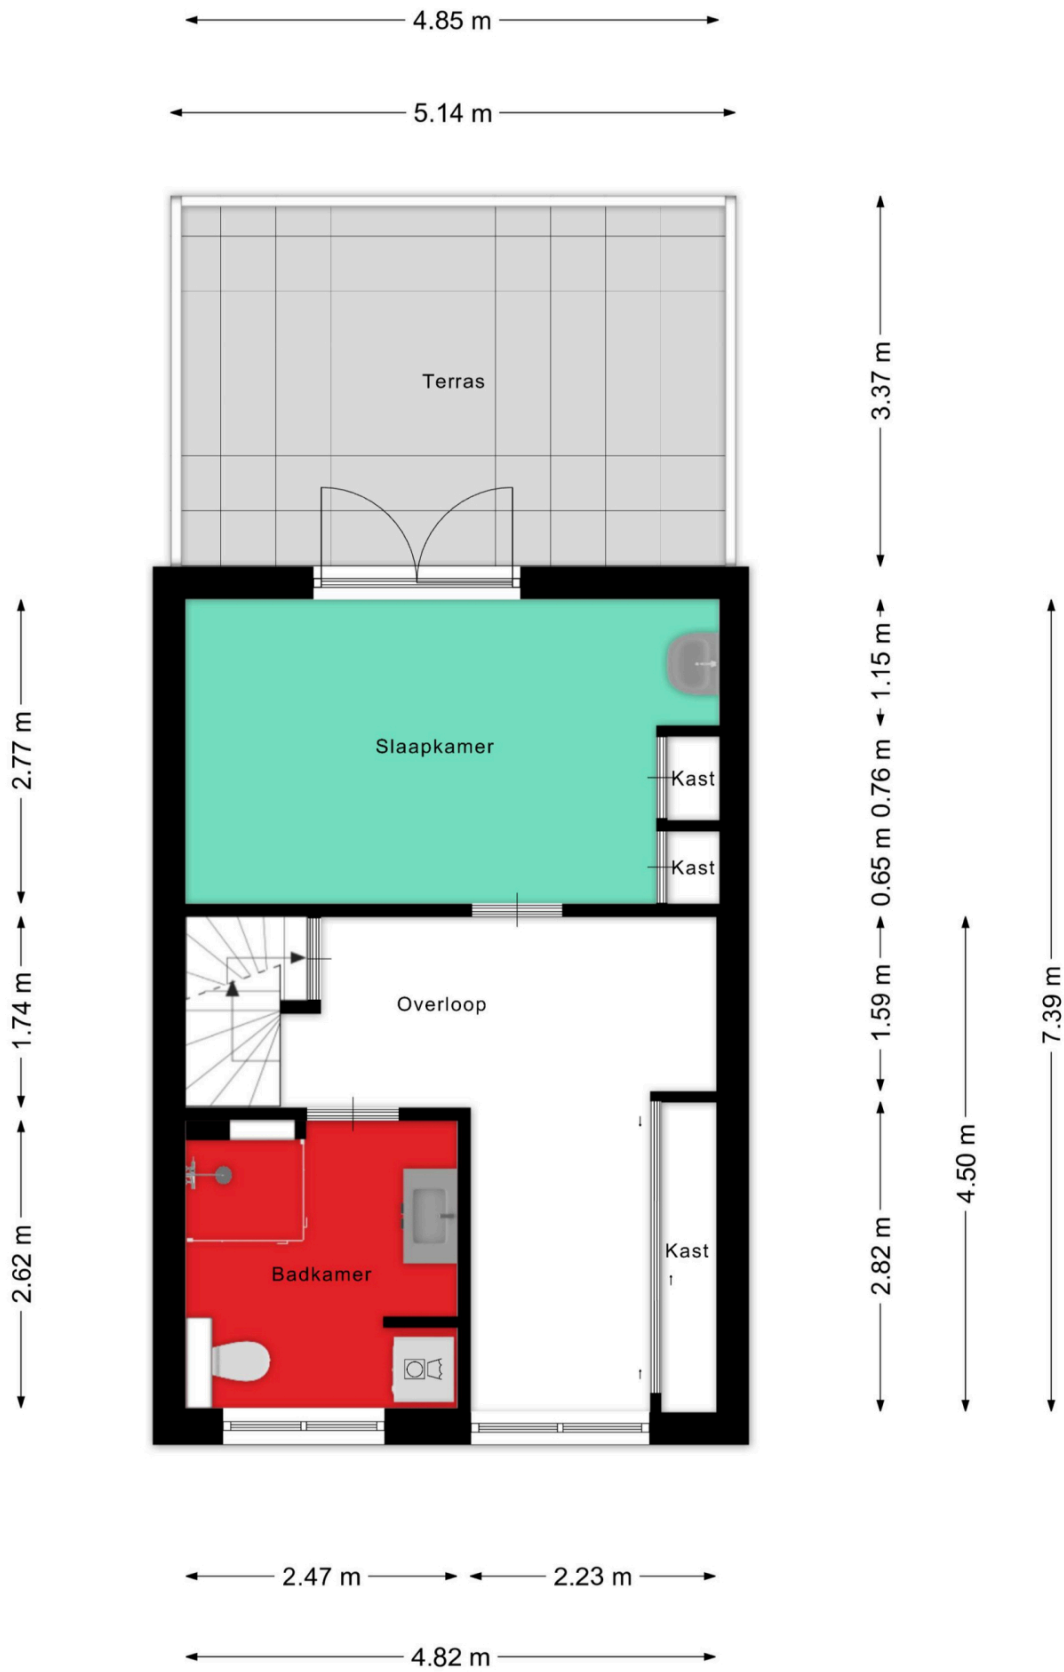 4.85 m
5.14 m
3.37 m
Terras
2.77 m
1.15 m
Slaapkamer
Kast
0.76 m
Kast
0.65 m
1.74 m
Overloop
1.59 m
7.39 m
4.50 m
2.62 m
Badkamer
Kast
2.82 m
2.47 m
2.23 m
4.82 m